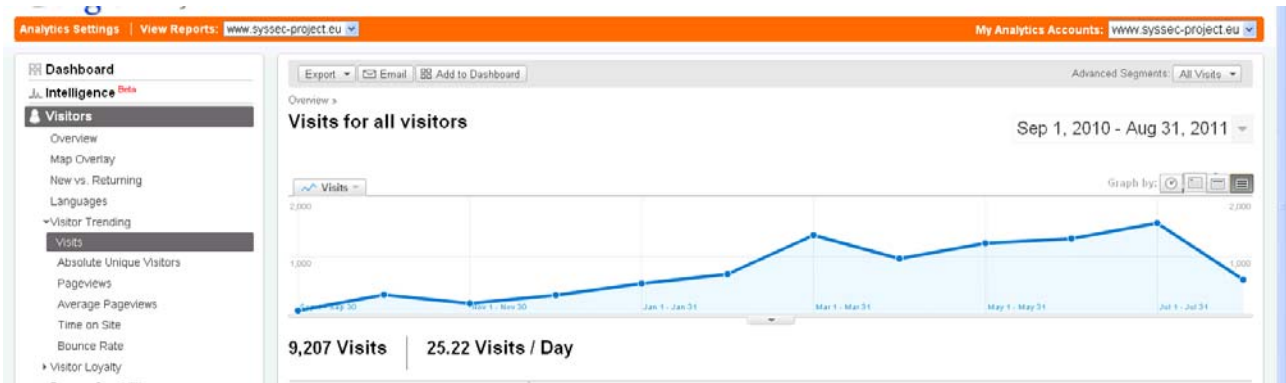 Analytics Settings | View Reports: www.syssec-project.eu My Analytics Accounts: www.syssec-project.eu
Dashboard
Intelligence Beta
Visitors
Overview
Map Overlay
New vs. Returning
Languages
Visitor Trending
Visits
Absolute Unique Visitors
Pageviews
Average Pageviews
Time on Site
Bounce Rate
Visitor Loyalty
Export Email Add to Dashboard Advanced Segments: All Visits
Overview »
Visits for all visitors Sep 1, 2010 - Aug 31, 2011
Visits Graph by:
2,000 2,000
1,000 1,000
Nov 1 - Nov 30 Jan 1 - Jan 31 Mar 1 - Mar 31 May 1 - May 31 Jul 1 - Jul 31
9,207 Visits 25.22 Visits / Day